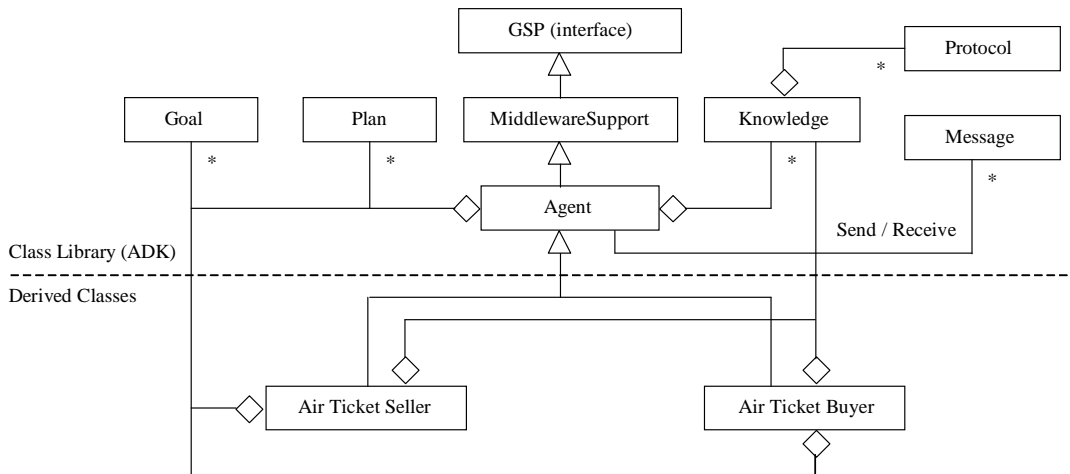 GSP (interface)
Protocol
*
Goal
Plan
MiddlewareSupport
Knowledge
Message
*
*
*
*
Agent
Send / Receive
Class Library (ADK)
Derived Classes
Air Ticket Seller
Air Ticket Buyer